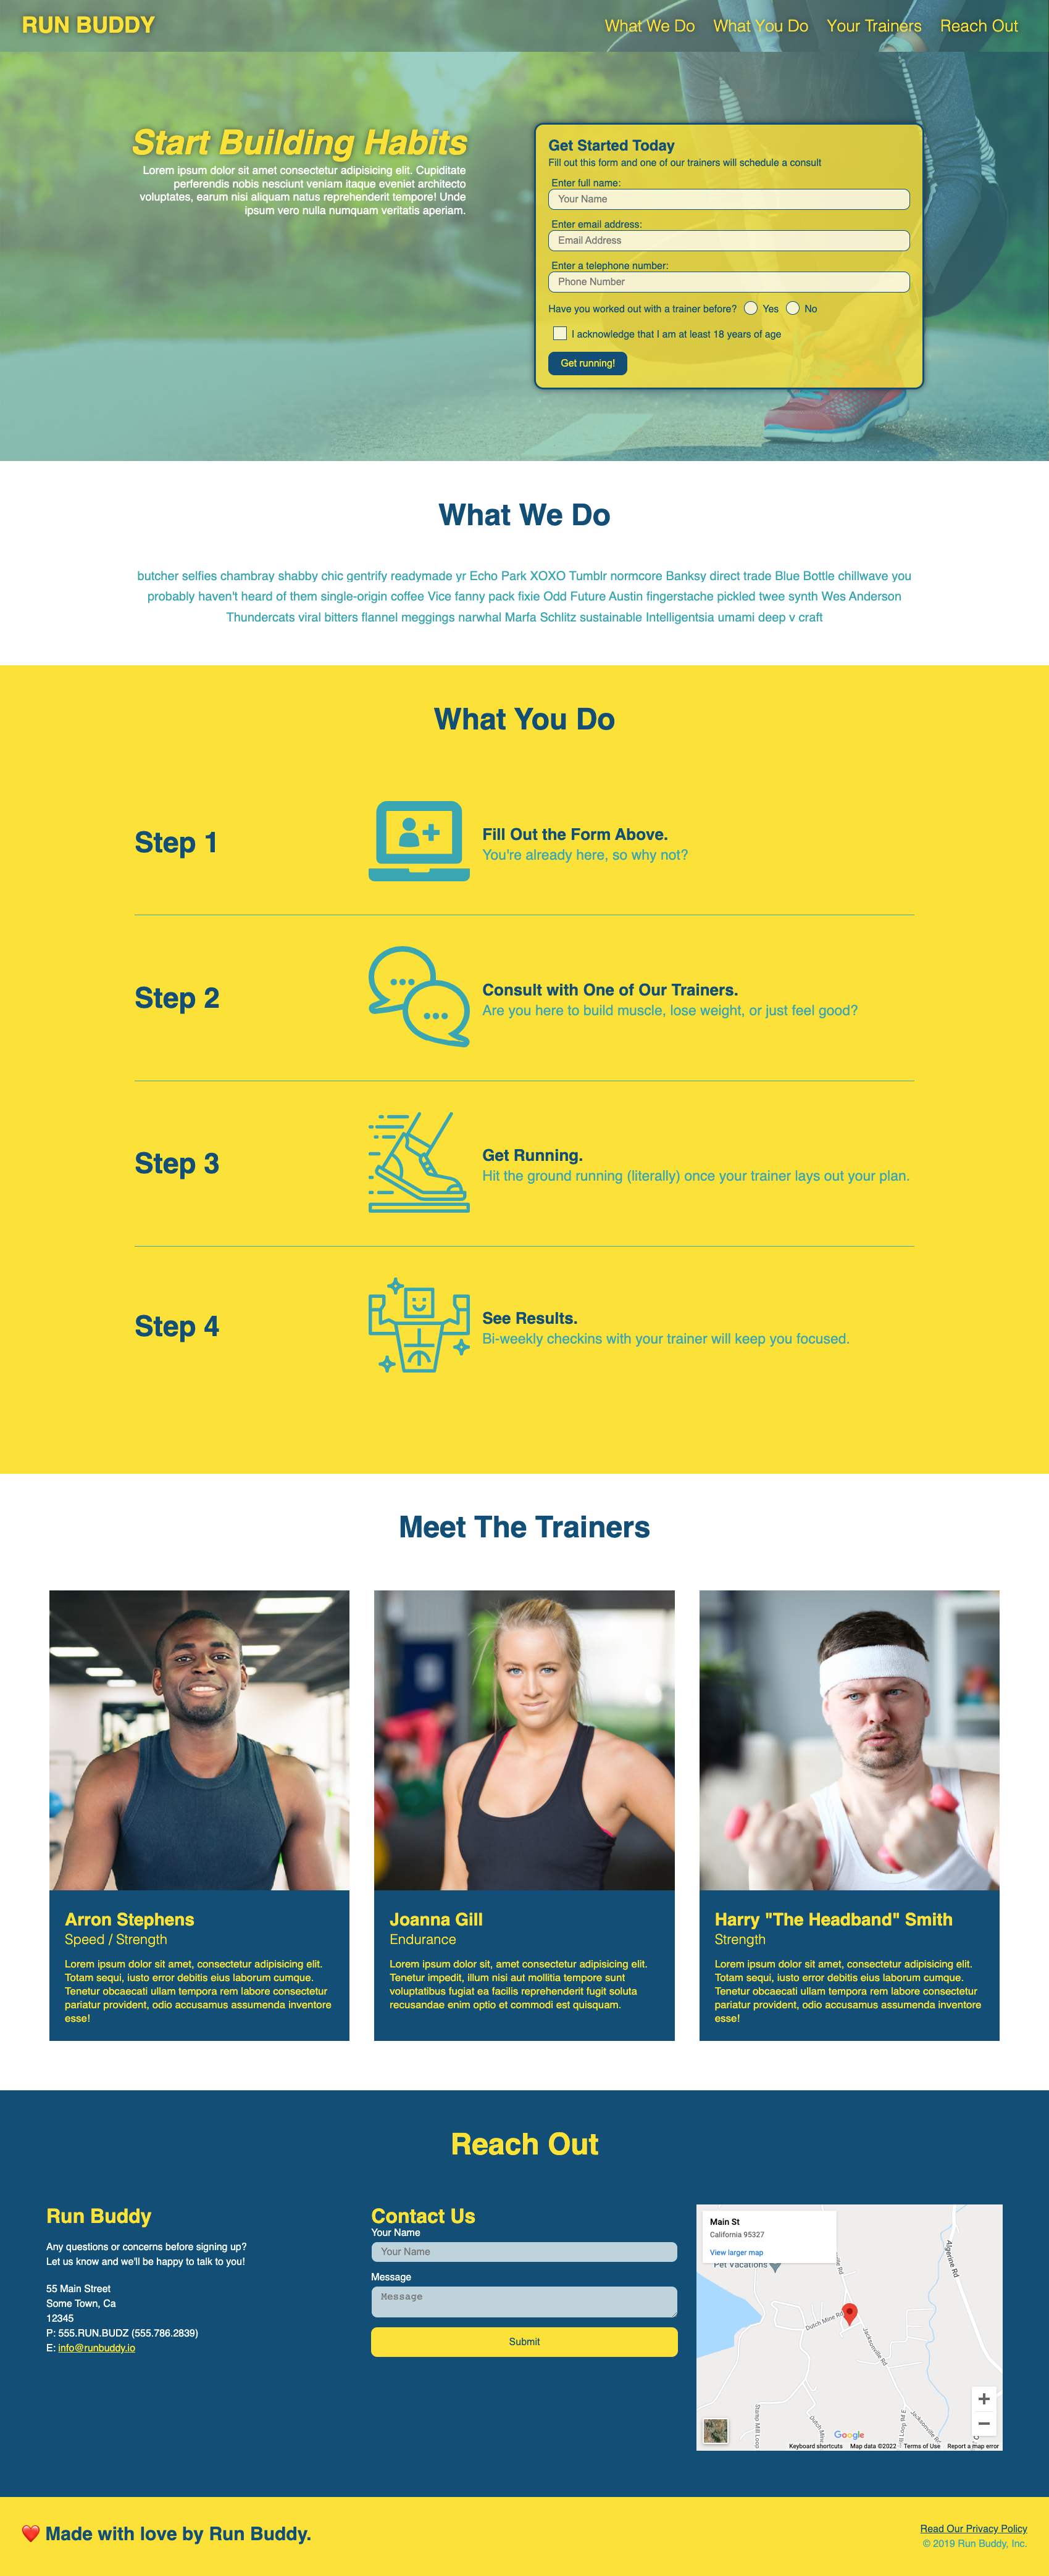 RUN BUDDY
What We Do What You Do Your Trainers Reach Out
Start Building Habits
Lorem ipsum dolor sit amet consectetur adipisicing elit. Cupiditate
perferendis nobis nesciunt veniam itaque eveniet architecto
voluptates, earum nisi aliquam natus reprehenderit tempore! Unde
ipsum vero nulla numquam veritatis aperiam.
Get Started Today
Fill out this form and one of our trainers will schedule a consult
Enter full name:
Your Name
Enter email address:
Email Address
Enter a telephone number:
Phone Number
Have you worked out with a trainer before? Yes No
I acknowledge that I am at least 18 years of age
Get running!
What We Do
butcher selfies chambray shabby chic gentrify readymade yr Echo Park XOXO Tumblr normcore Banksy direct trade Blue Bottle chillwave you
probably haven't heard of them single-origin coffee Vice fanny pack fixie Odd Future Austin fingerstache pickled twee synth Wes Anderson
Thundercats viral bitters flannel meggings narwhal Marfa Schlitz sustainable Intelligentsia umami deep v craft
What You Do
Step 1
Fill Out the Form Above.
You're already here, so why not?
Step 2
Consult with One of Our Trainers.
Are you here to build muscle, lose weight, or just feel good?
Step 3
Get Running.
Hit the ground running (literally) once your trainer lays out your plan.
Step 4
See Results.
Bi-weekly checkins with your trainer will keep you focused.
Meet The Trainers
Arron Stephens
Speed / Strength
Lorem ipsum dolor sit amet, consectetur adipisicing elit.
Totam sequi, iusto error debitis eius laborum cumque.
Tenetur obcaecati ullam tempora rem labore consectetur
pariatur provident, odio accusamus assumenda inventore
esse!
Joanna Gill
Endurance
Lorem ipsum dolor sit, amet consectetur adipisicing elit.
Tenetur impedit, illum nisi aut mollitia tempore sunt
voluptatibus fugiat ea facilis reprehenderit fugit soluta
recusandae enim optio et commodi est quisquam.
Harry "The Headband" Smith
Strength
Lorem ipsum dolor sit amet, consectetur adipisicing elit.
Totam sequi, iusto error debitis eius laborum cumque.
Tenetur obcaecati ullam tempora rem labore consectetur
pariatur provident, odio accusamus assumenda inventore
esse!
Reach Out
Run Buddy
Any questions or concerns before signing up?
Let us know and we'll be happy to talk to you!
55 Main Street
Some Town, Ca
12345
P: 555.RUN.BUDZ (555.786.2839)
E: info@runbuddy.io
Contact Us
Your Name
Your Name
Message
Message
Submit
Main St
California 95327
View larger map
Pet Vacations
Algerine Rd
Dutch Mine Rd
Jacksonville Rd
Stamp Mill Loop
Dutch Mine
Loop 94 E
Jacksonville R
Google
Keyboard shortcuts Map data ©2022 Terms of Use Report a map error
❤️ Made with love by Run Buddy.
Read Our Privacy Policy
© 2019 Run Buddy, Inc.